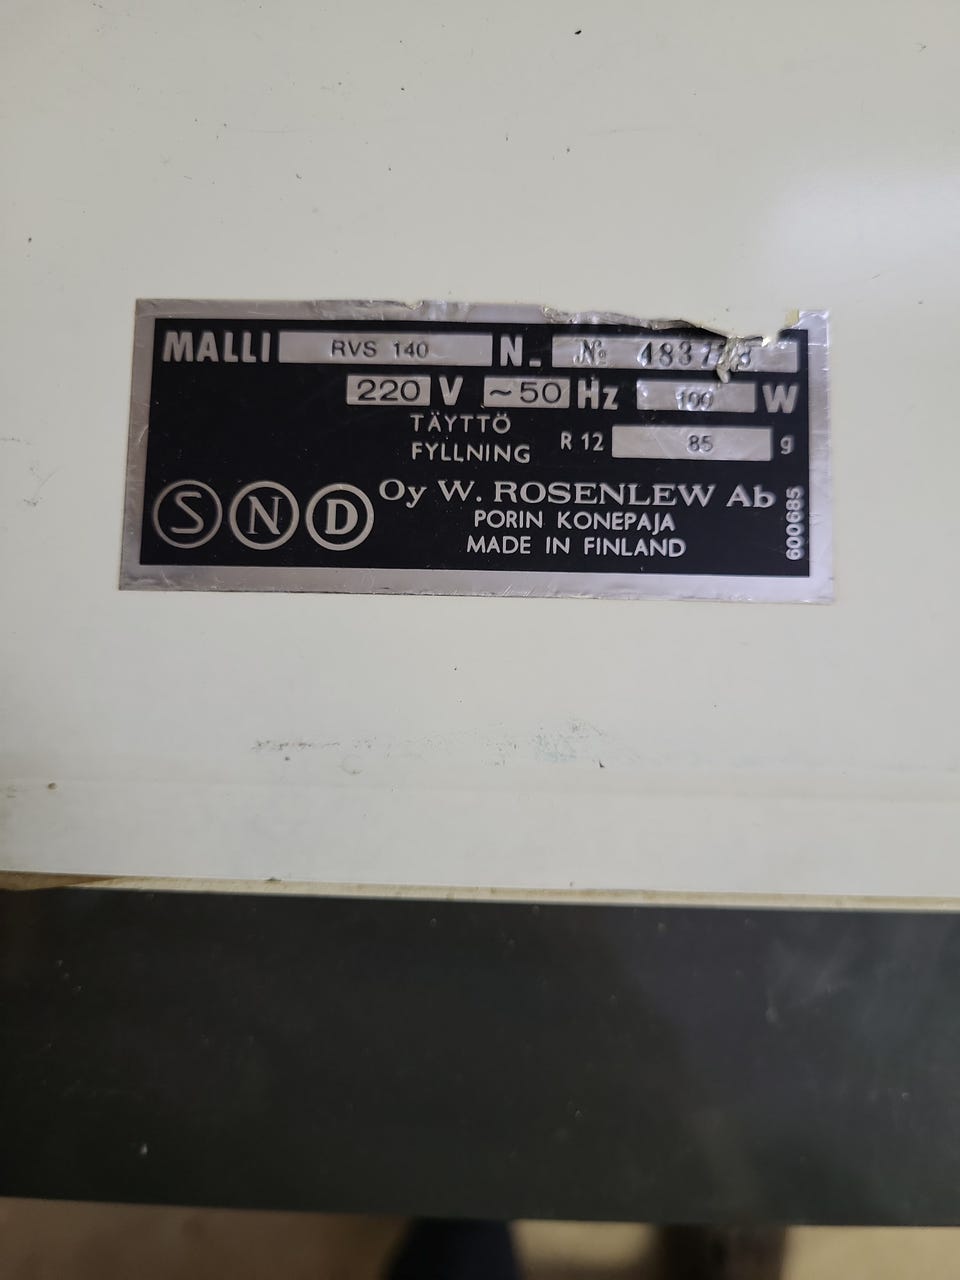 MALLI RVS 140 N. № 483
220 V ~50 Hz 100 W
TÄYTTÖ
FYLLNING R 12 85 g
S N D Oy W. ROSENLEW Ab
PORIN KONEPAJA
MADE IN FINLAND
600685